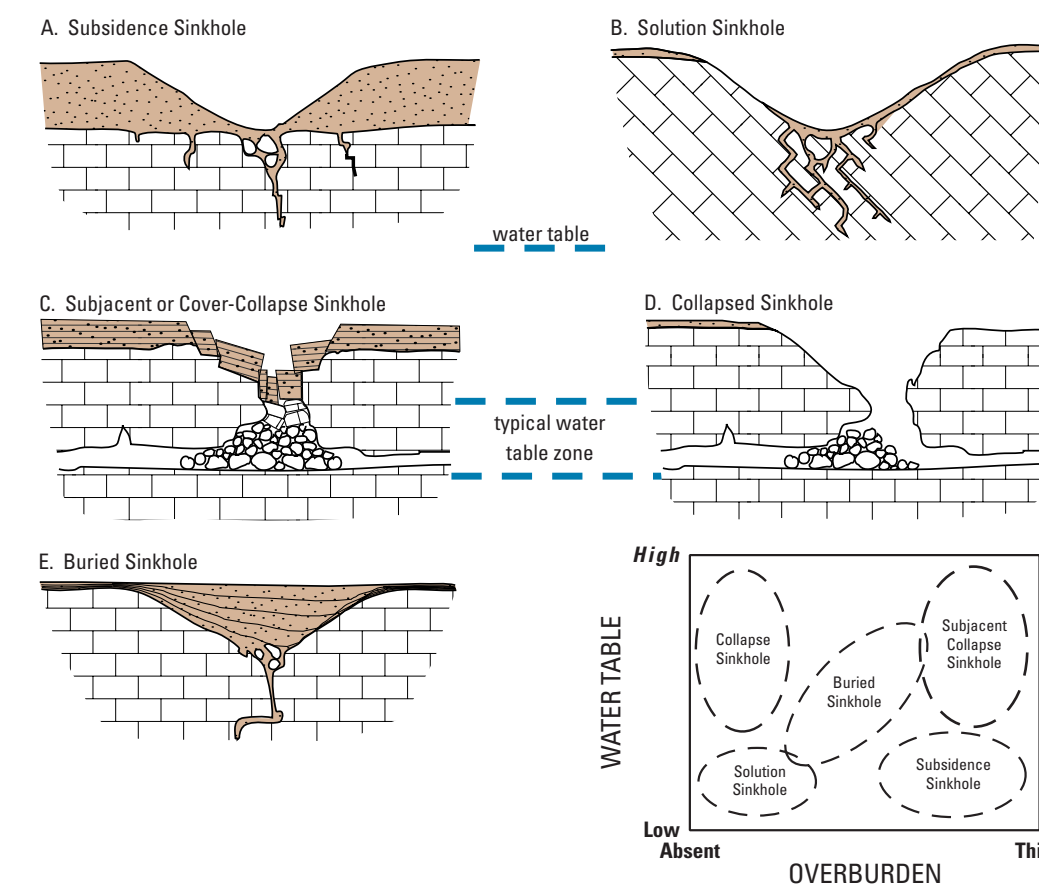 A. Subsidence Sinkhole
B. Solution Sinkhole
water table
C. Subjacent or Cover-Collapse Sinkhole
D. Collapsed Sinkhole
typical water
table zone
E. Buried Sinkhole
High
WATER TABLE
Collapse
Sinkhole
Subjacent
Collapse
Sinkhole
Buried
Sinkhole
Solution
Sinkhole
Subsidence
Sinkhole
Low
Absent
Thi
OVERBURDEN